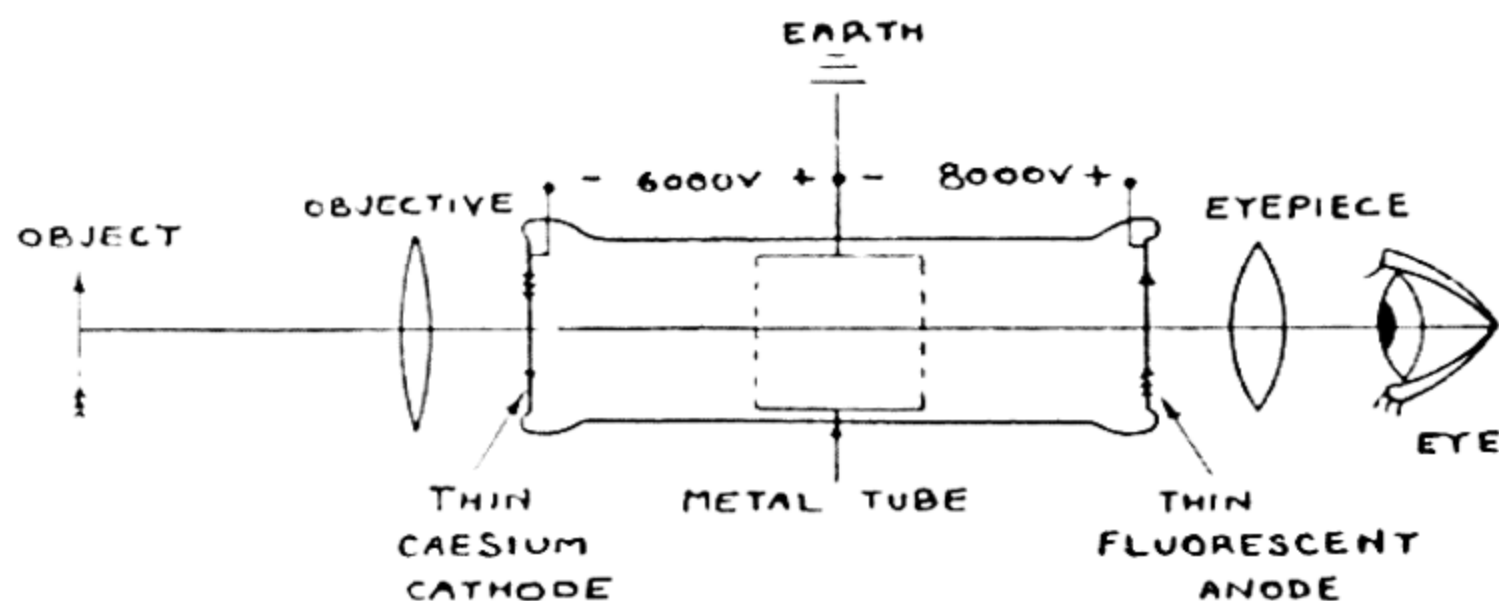 EARTH
- 6000V + - 8000V +
OBJECTIVE
EYEPIECE
OBJECT
EYE
THIN
CAESIUM
CATHODE
METAL TUBE
THIN
FLUORESCENT
ANODE